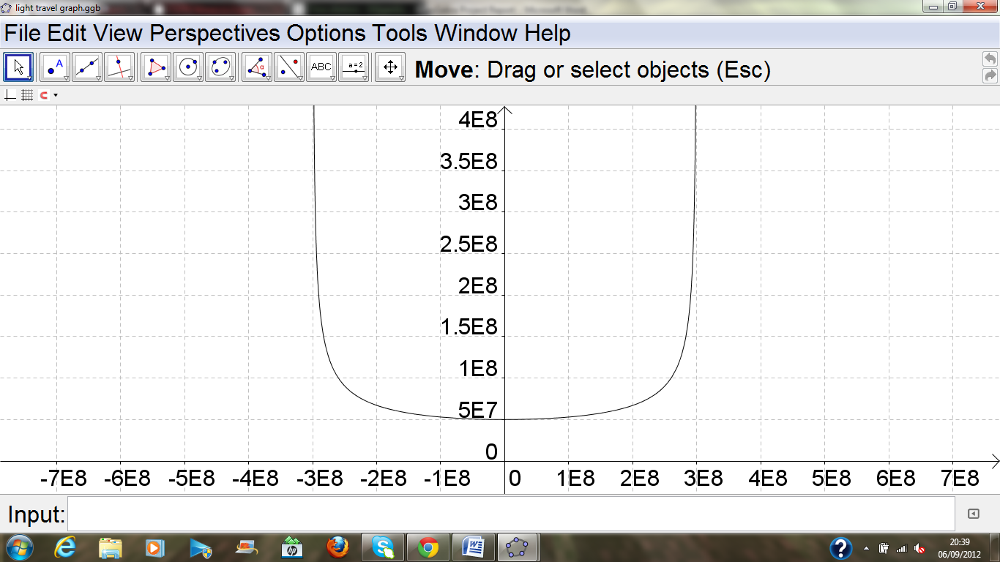 light travel graph.ggb
File Edit View Perspectives Options Tools Window Help
A α ABC a=2 Move: Drag or select objects (Esc)
4E8
3.5E8
3E8
2.5E8
2E8
1.5E8
1E8
5E7
0
-7E8 -6E8 -5E8 -4E8 -3E8 -2E8 -1E8 0 1E8 2E8 3E8 4E8 5E8 6E8 7E8
Input:
20:39
06/09/2012